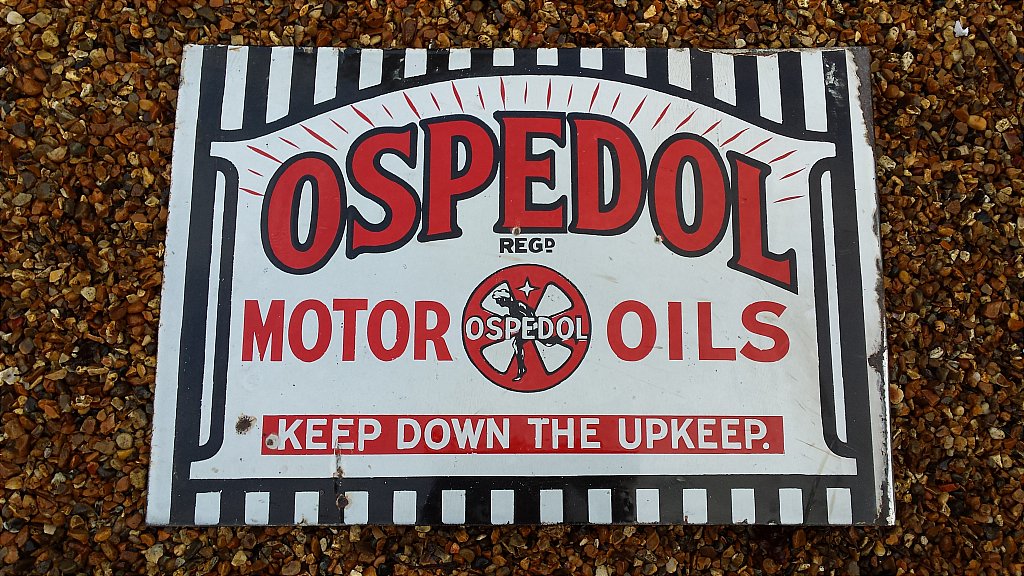 OSPEDOL
REGD
MOTOR OSPEDOL OILS
KEEP DOWN THE UPKEEP.